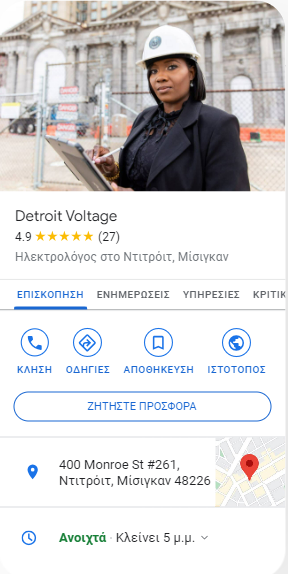 Detroit Voltage
4.9 ★★★★★ (27)
Ηλεκτρολόγος στο Ντιτρόιτ, Μίσιγκαν
ΕΠΙΣΚΟΠΗΣΗ ΕΝΗΜΕΡΩΣΕΙΣ ΥΠΗΡΕΣΙΕΣ ΚΡΙΤΙΚ
ΚΛΗΣΗ ΟΔΗΓΙΕΣ ΑΠΟΘΗΚΕΥΣΗ ΙΣΤΟΤΟΠΟΣ
ΖΗΤΗΣΤΕ ΠΡΟΣΦΟΡΑ
400 Monroe St #261,
Ντιτρόιτ, Μίσιγκαν 48226
Ανοιχτά · Κλείνει 5 μ.μ.